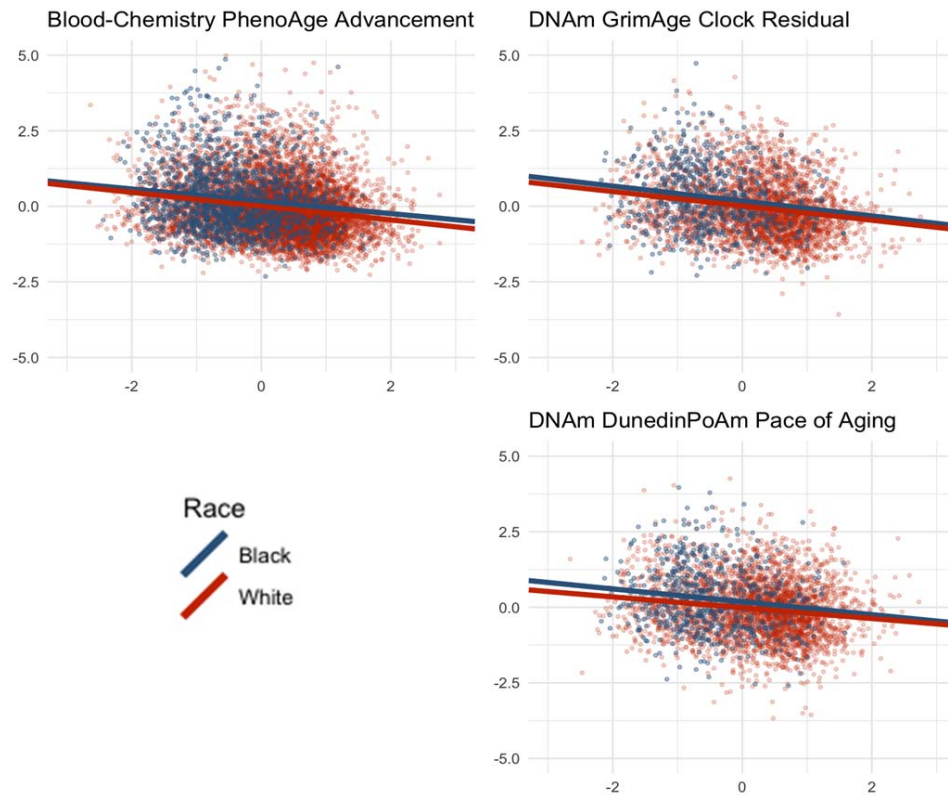 Blood-Chemistry PhenoAge Advancement
5.0
2.5
0.0
-2.5
-5.0
-2 0 2
DNAm GrimAge Clock Residual
5.0
2.5
0.0
-2.5
-5.0
-2 0 2
DNAm DunedinPoAm Pace of Aging
5.0
2.5
0.0
-2.5
-5.0
-2 0 2
Race
Black
White